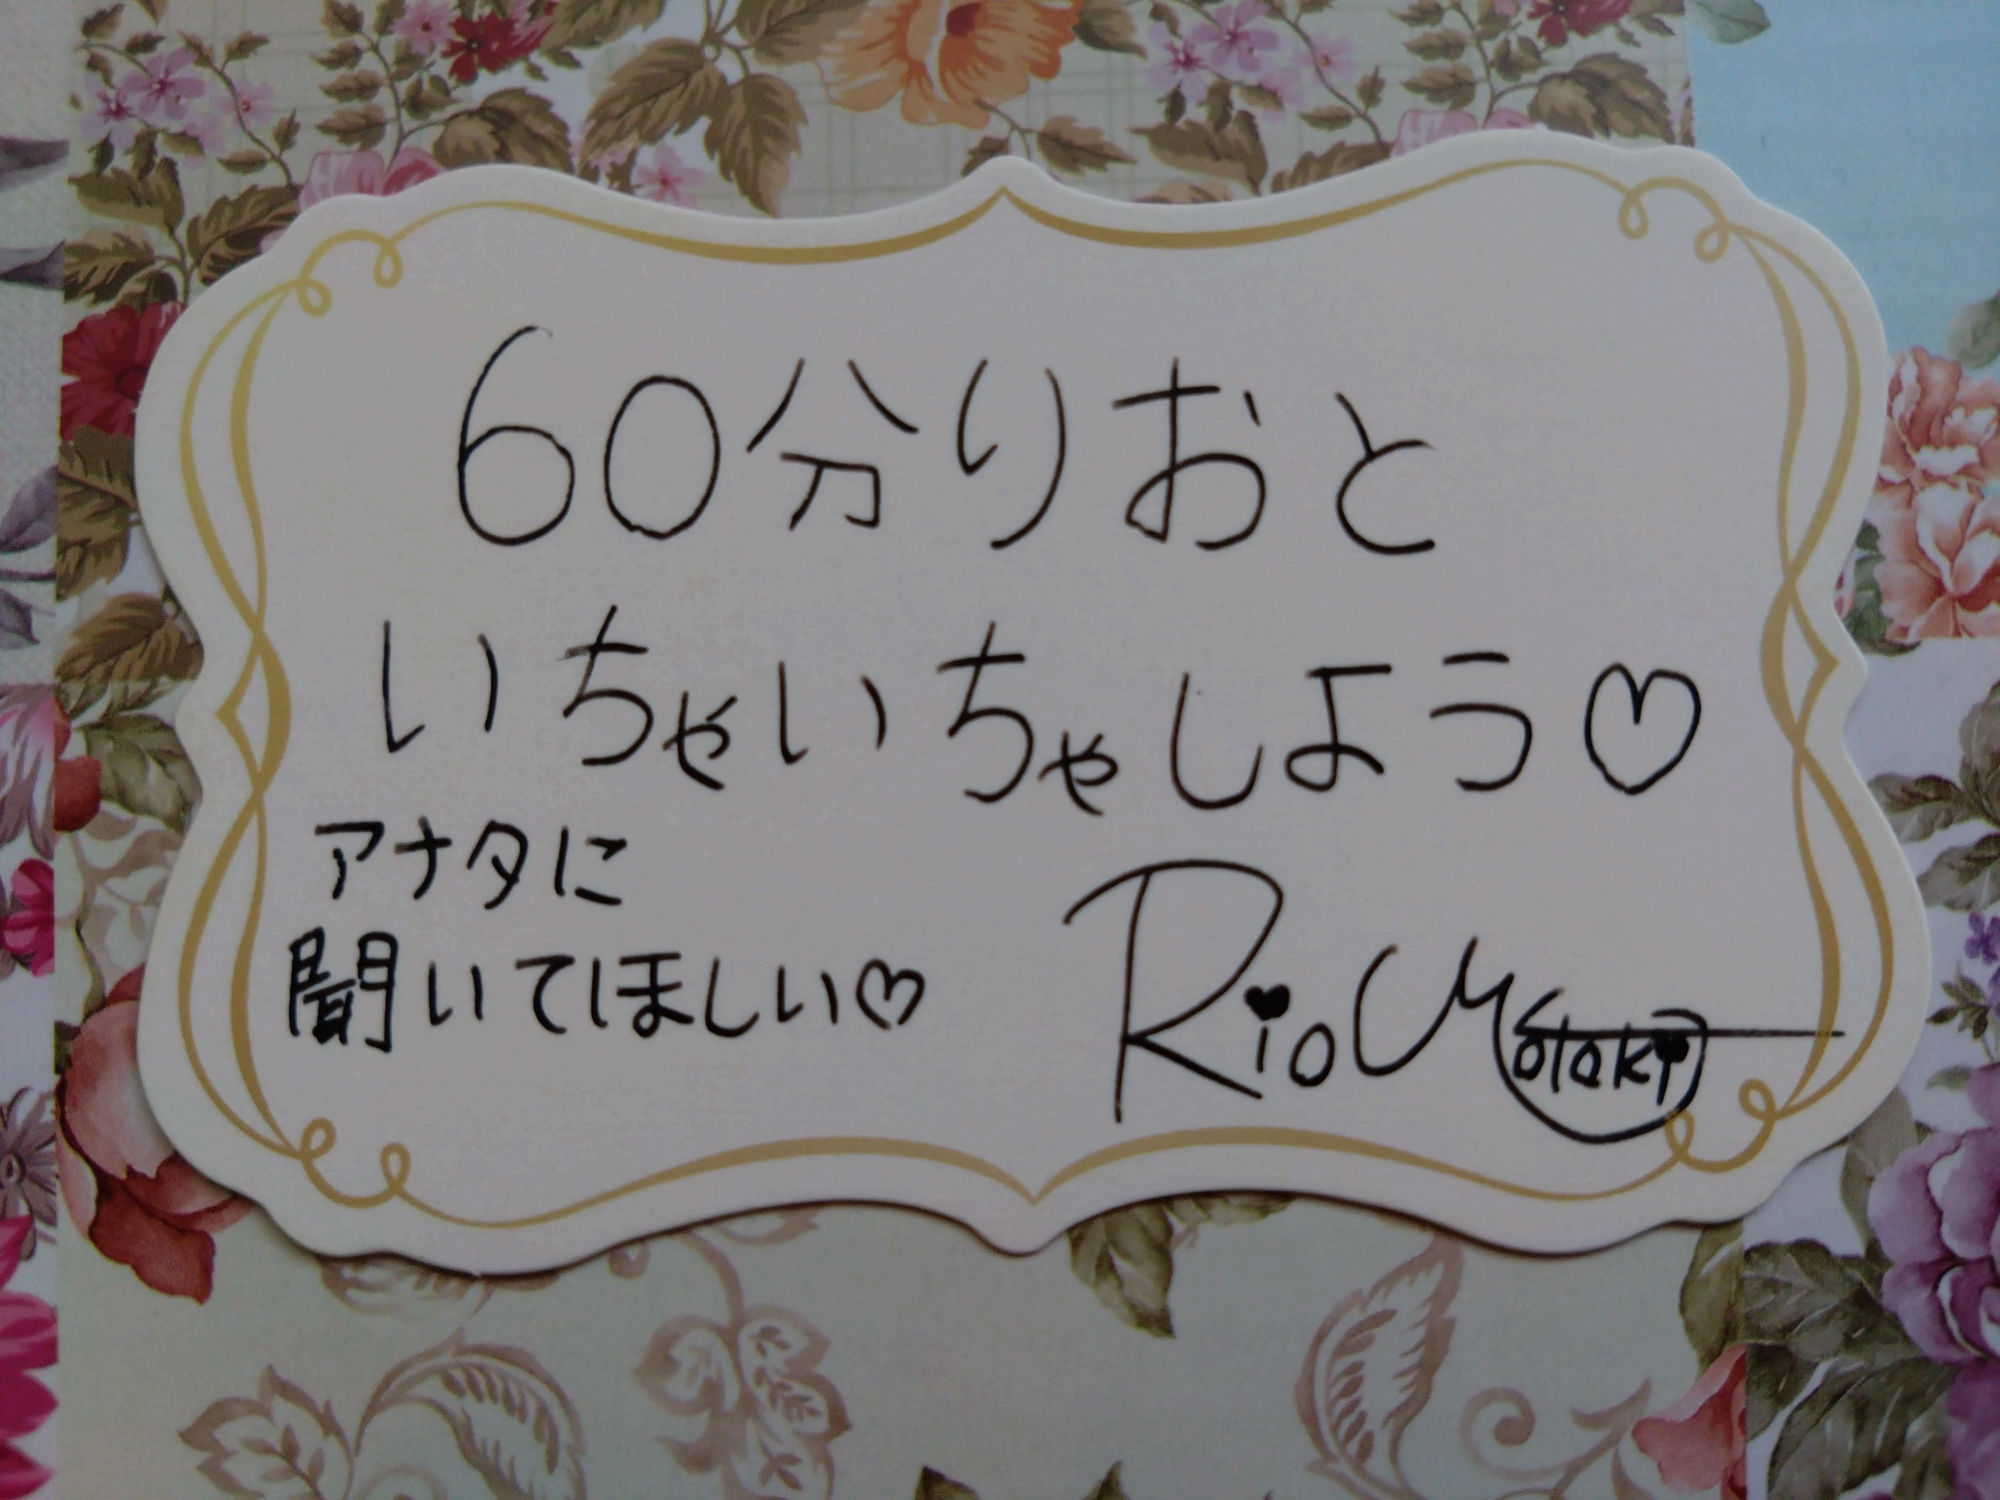 60分りおと
いちゃいちゃしよう♡
アナタに
聞いてほしい♡
Rio Motoki